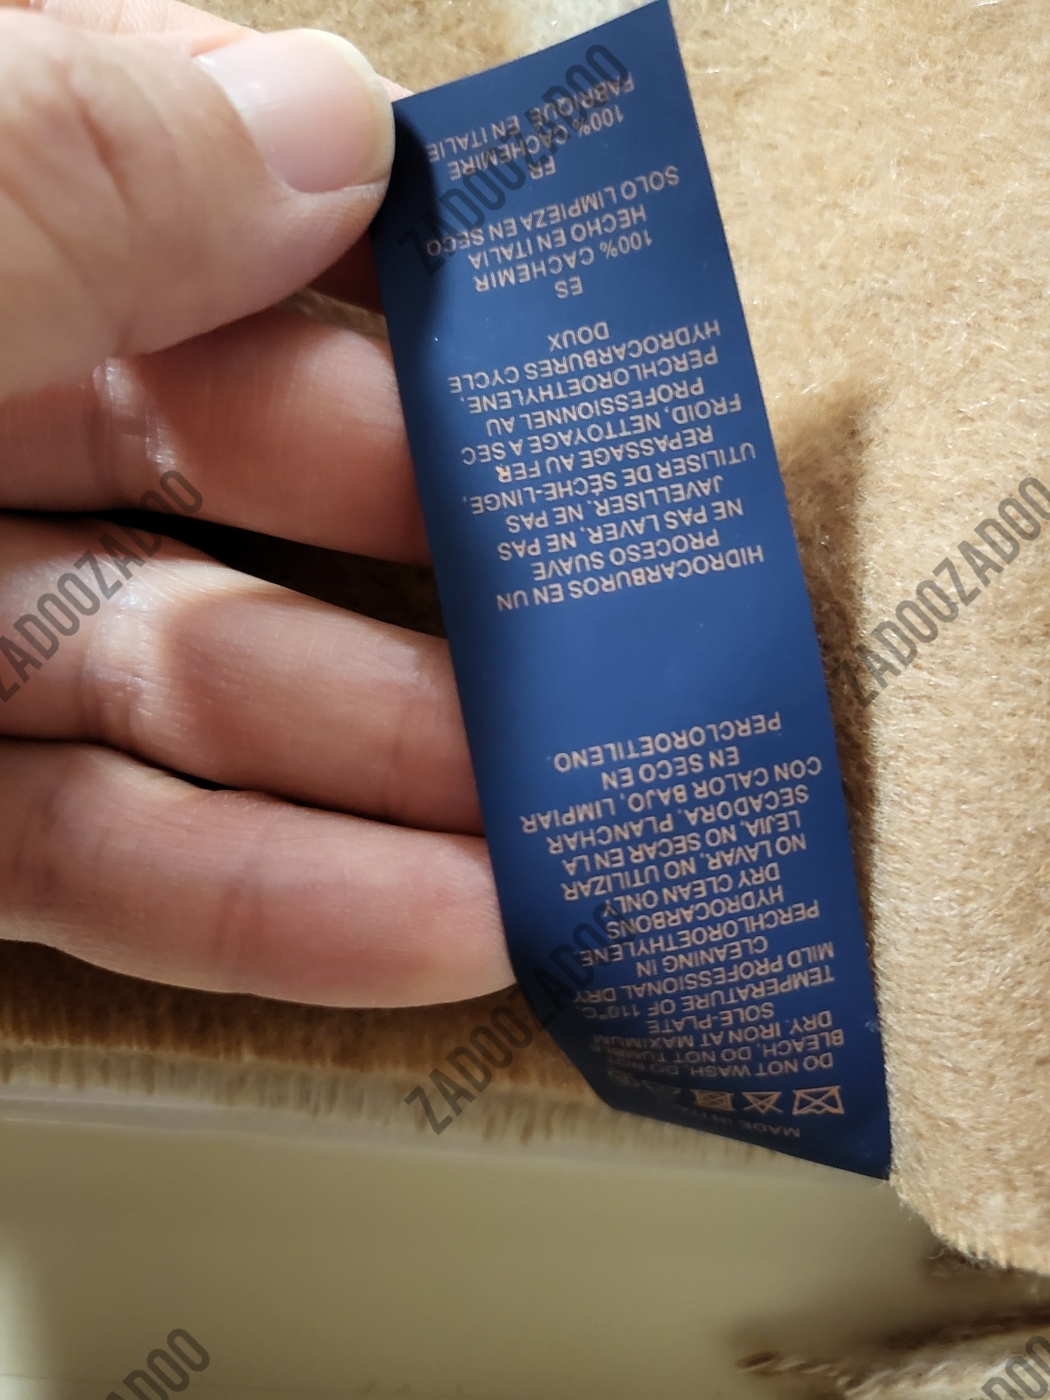 MADE IN
DO NOT WASH, DO NOT
BLEACH, DO NOT TUMBLE
DRY, IRON AT MAXIMUM
SOLE-PLATE
TEMPERATURE OF 110°C,
MILD PROFESSIONAL DRY
CLEANING IN
PERCHLOROETHYLENE,
HYDROCARBONS
DRY CLEAN ONLY
NO LAVAR, NO UTILIZAR
LEJIA, NO SECAR EN LA
SECADORA, PLANCHAR
CON CALOR BAJO, LIMPIAR
EN SECO EN
PERCLOROETILENO,
HIDROCARBUROS EN UN
PROCESO SUAVE
NE PAS LAVER, NE PAS
JAVELLISER, NE PAS
UTILISER DE SÈCHE-LINGE,
REPASSAGE AU FER
FROID, NETTOYAGE A SEC
PROFESSIONNEL AU
PERCHLOROETHYLENE,
HYDROCARBURES CYCLE
DOUX
ES
100% CACHEMIR
HECHO EN ITALIA
SOLO LIMPIEZA EN SECO
FR
100% CACHEMIRE
FABRIQUE EN ITALIE
ZADOOZADOO
ZADOOZADOO
ZADOOZADOO
ZADOOZADOO